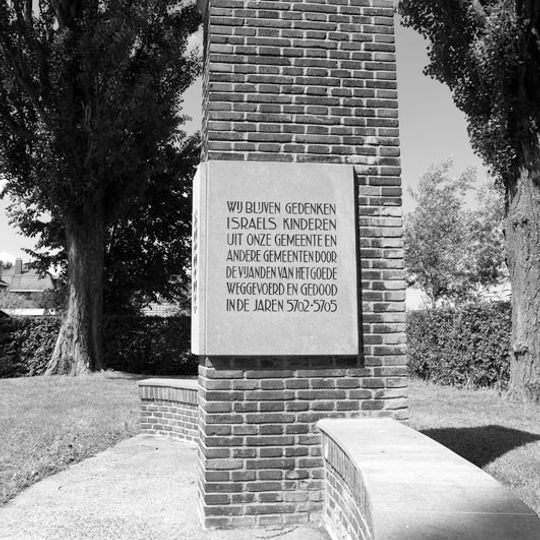 WIJ BLIJVEN GEDENKEN
ISRAELS KINDEREN
UIT ONZE GEMEENTE EN
ANDERE GEMEENTEN DOOR
DE VIJANDEN VAN HET GOEDE
WEGGEVOERD EN GEDOOD
IN DE JAREN 5702-5705